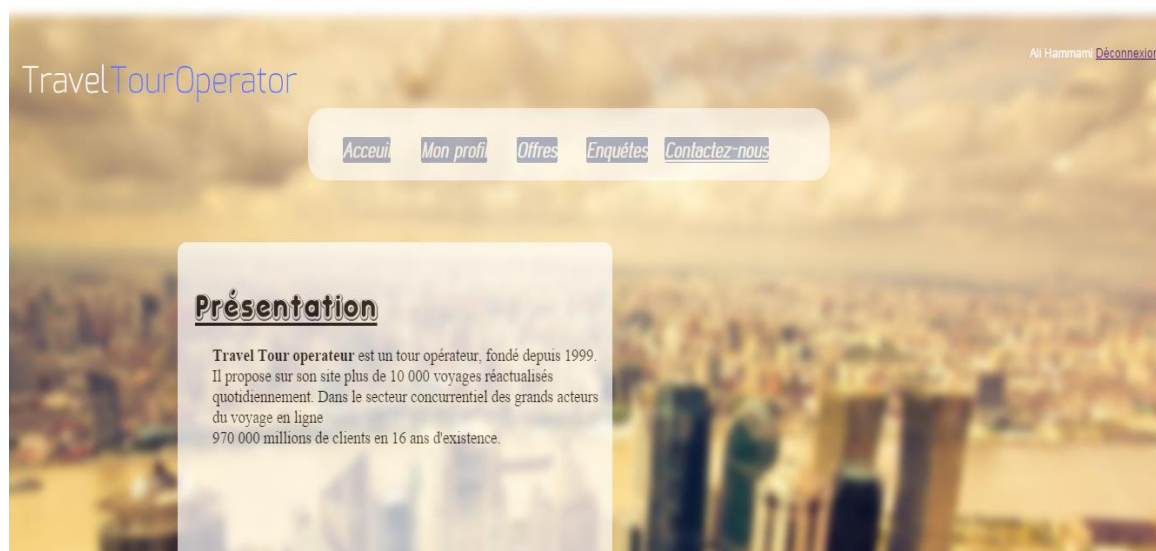 Ali Hammami Déconnexion
TravelTourOperator
Acceuil Mon profil Offres Enquétes Contactez-nous
Présentation
Travel Tour operateur est un tour opérateur, fondé depuis 1999.
Il propose sur son site plus de 10 000 voyages réactualisés
quotidiennement. Dans le secteur concurrentiel des grands acteurs
du voyage en ligne
970 000 millions de clients en 16 ans d'existence.